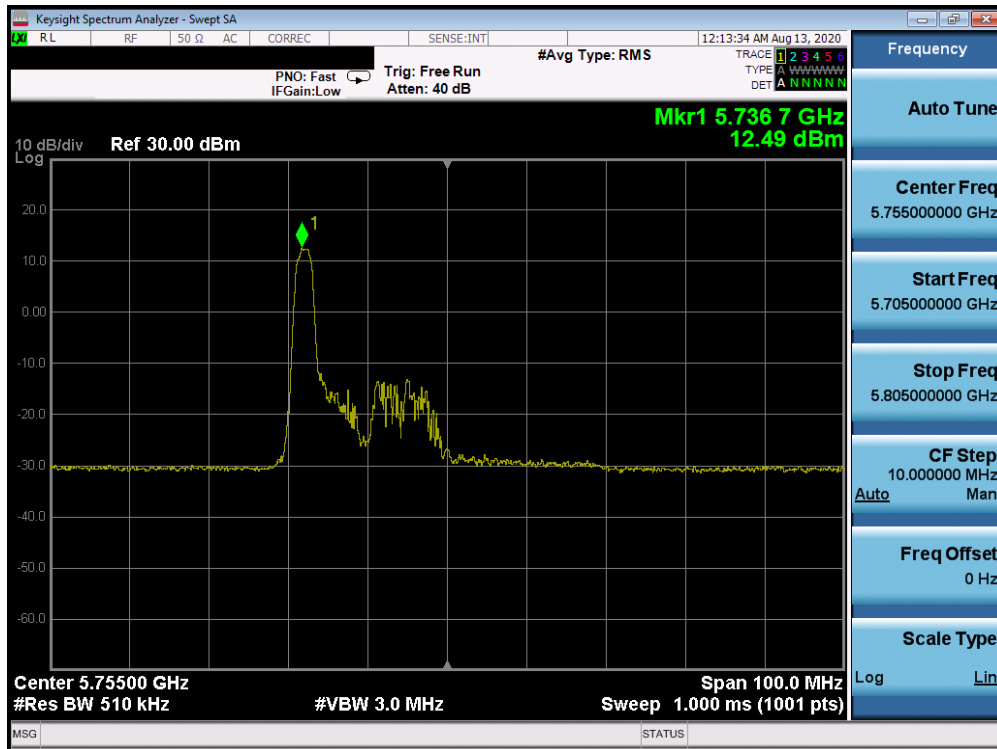 Keysight Spectrum Analyzer - Swept SA
LXI RL RF 50 Ω AC CORREC SENSE:INT 12:13:34 AM Aug 13, 2020
#Avg Type: RMS
TRACE 1 2 3 4 5 6
TYPE A WWWWW
DET A N N N N N
PNO: Fast
IFGain:Low
Trig: Free Run
Atten: 40 dB
Mkr1 5.736 7 GHz
12.49 dBm
10 dB/div
Log
Ref 30.00 dBm
1
20.0
10.0
0.00
-10.0
-20.0
-30.0
-40.0
-50.0
-60.0
Center 5.75500 GHz
Span 100.0 MHz
#Res BW 510 kHz
#VBW 3.0 MHz
Sweep 1.000 ms (1001 pts)
MSG
STATUS
Frequency
Auto Tune
Center Freq
5.755000000 GHz
Start Freq
5.705000000 GHz
Stop Freq
5.805000000 GHz
CF Step
10.000000 MHz
Auto Man
Freq Offset
0 Hz
Scale Type
Log Lin